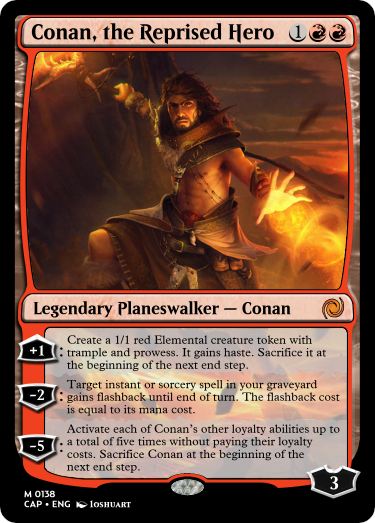 Conan, the Reprised Hero 1
Legendary Planeswalker — Conan
+1: Create a 1/1 red Elemental creature token with
trample and prowess. It gains haste. Sacrifice it at
the beginning of the next end step.
-2: Target instant or sorcery spell in your graveyard
gains flashback until end of turn. The flashback
cost is equal to its mana cost.
-5: Activate each of Conan's other loyalty abilities up to
a total of five times without paying their loyalty
costs. Sacrifice Conan at the beginning of the
next end step.
3
M 0138
CAP • ENG Ioshuart